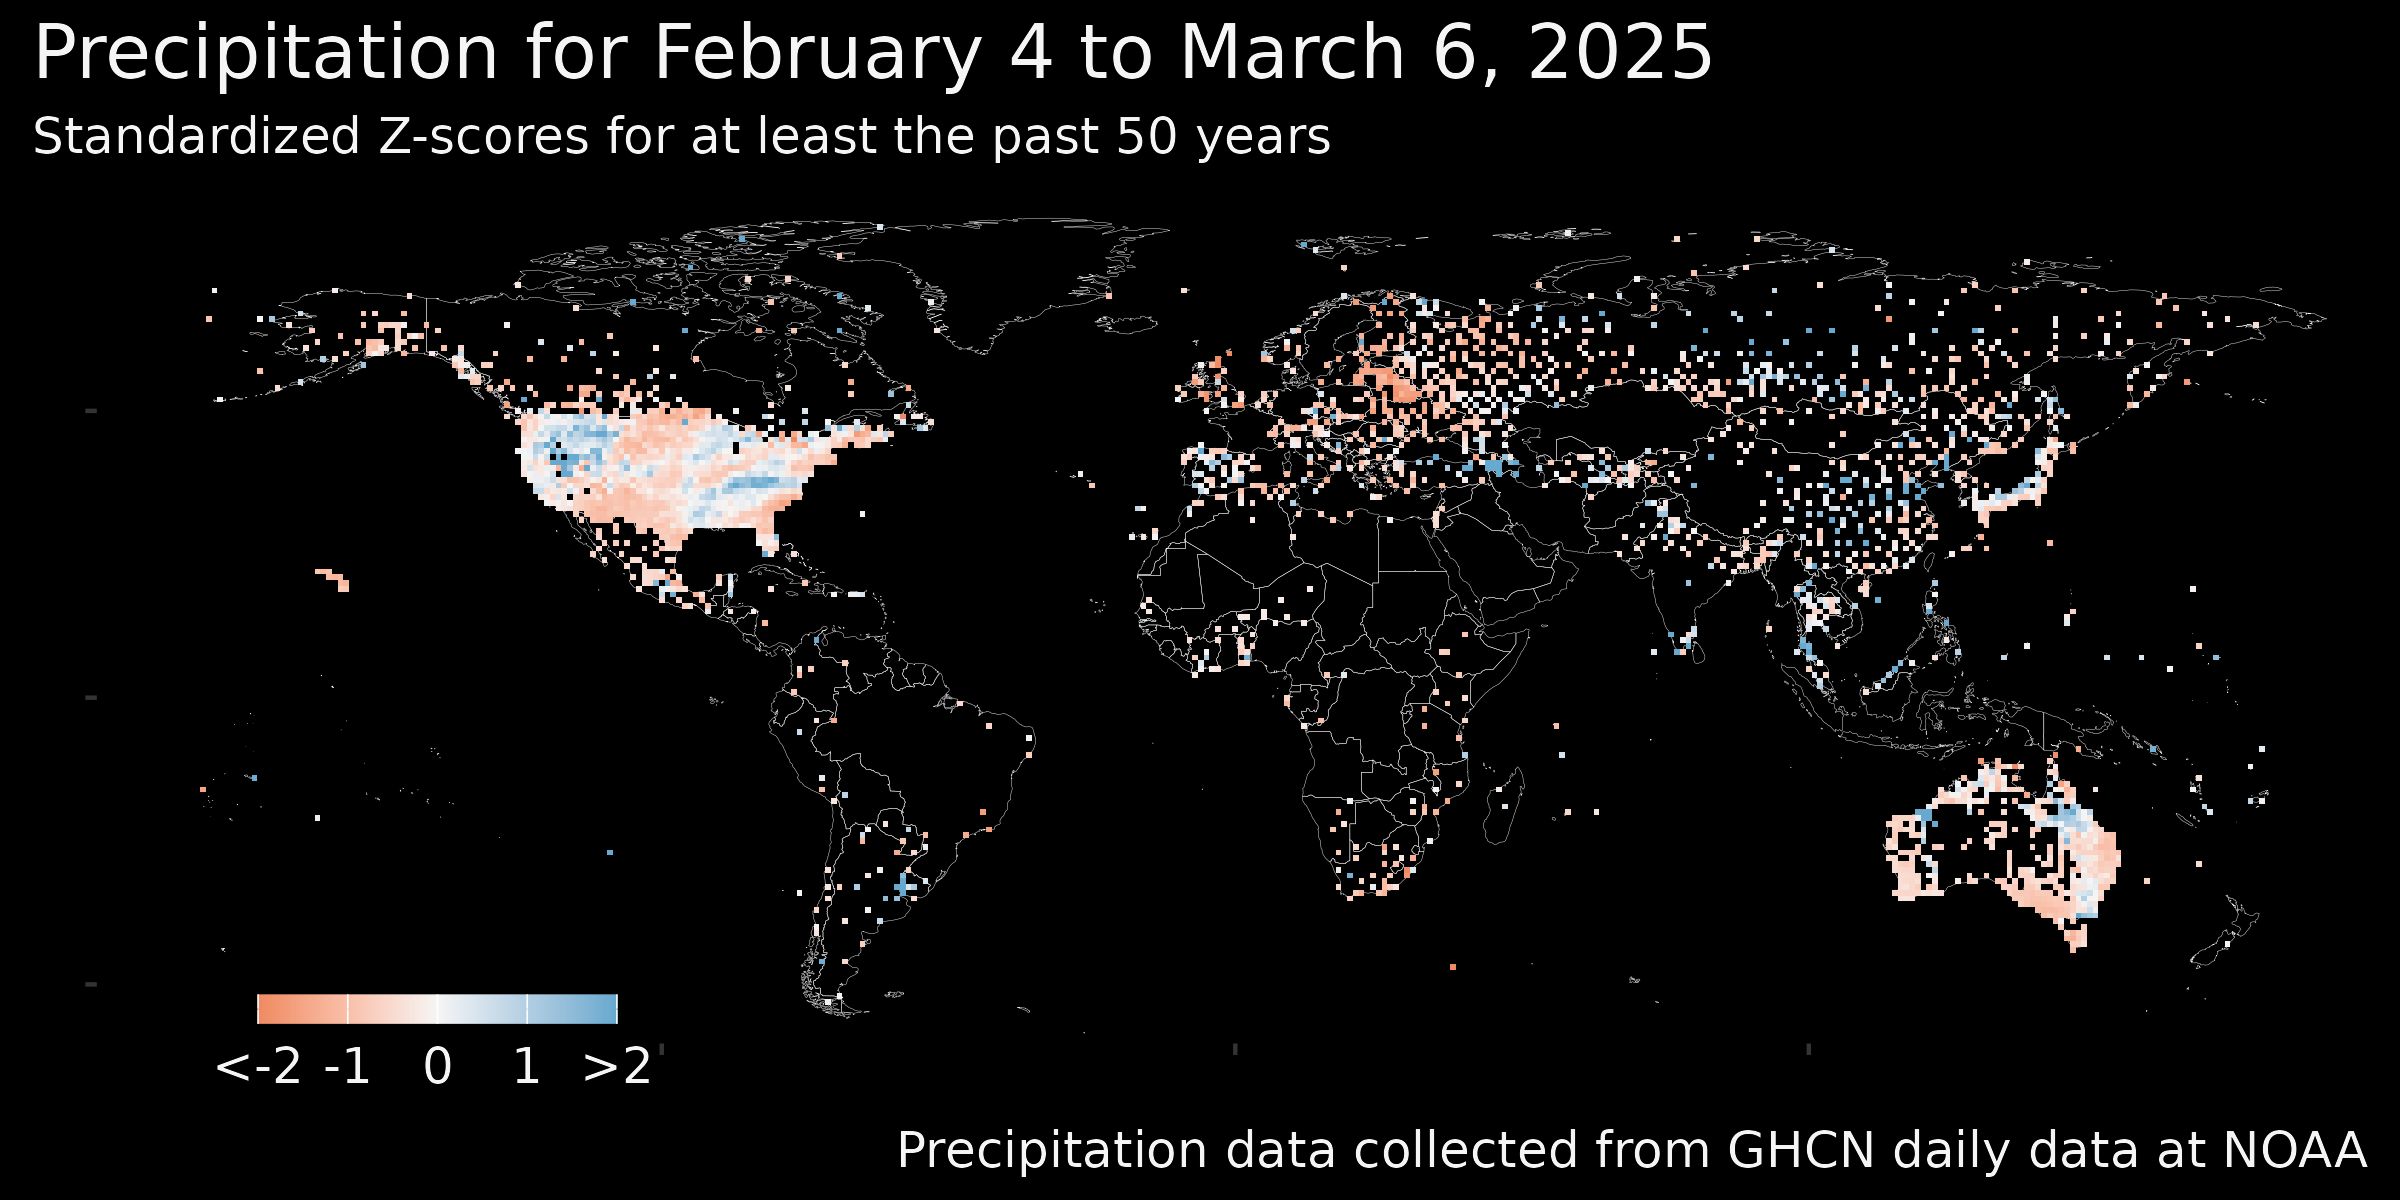 Precipitation for February 4 to March 6, 2025
Standardized Z-scores for at least the past 50 years
<-2 -1 0 1 >2
Precipitation data collected from GHCN daily data at NOAA